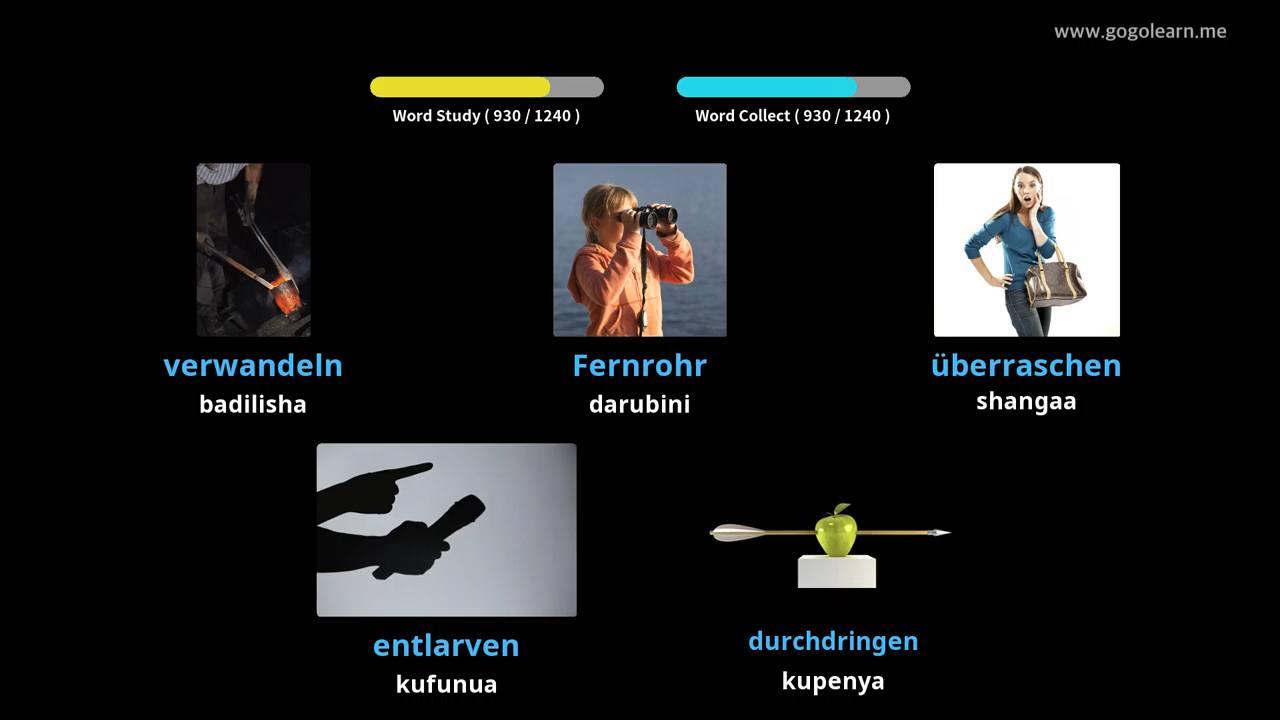 www.gogolearn.me
Word Study ( 930 / 1240 )
Word Collect ( 930 / 1240 )
verwandeln
badilisha
Fernrohr
darubini
überraschen
shangaa
entlarven
kufunua
durchdringen
kupenya